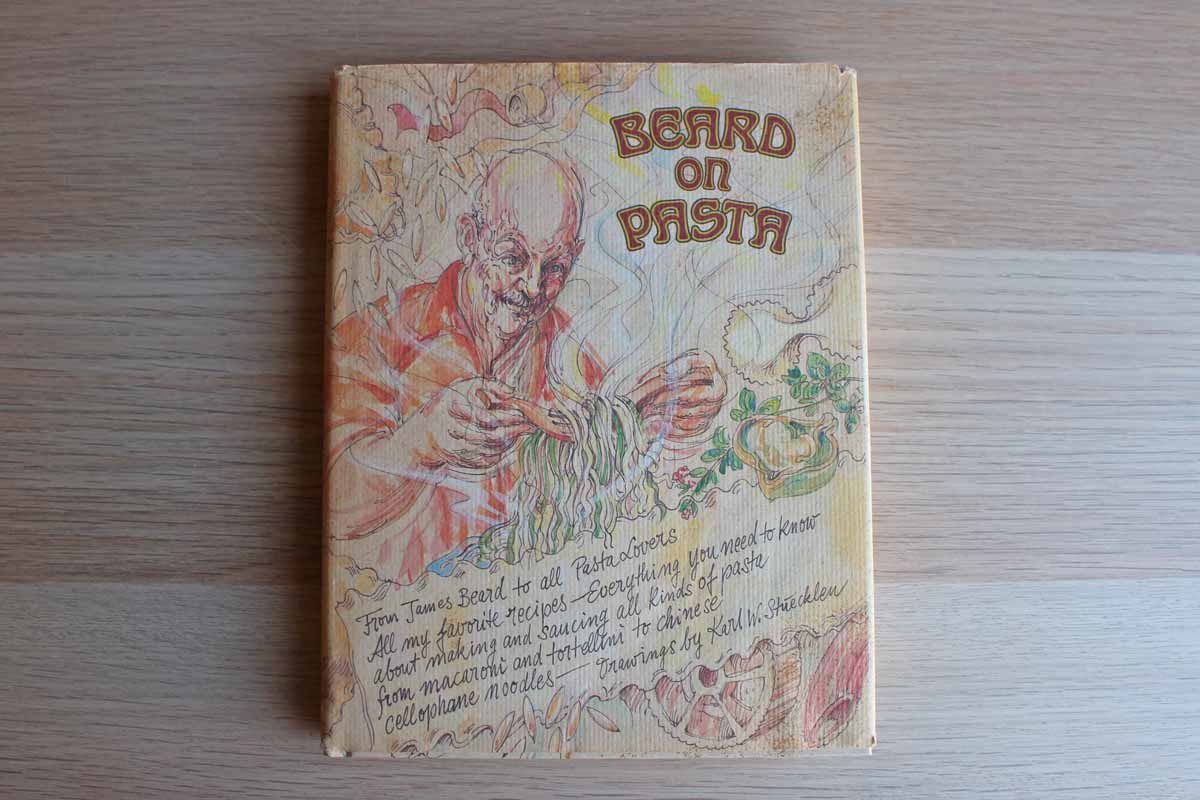 BEARD
on
PASTA
From James Beard to all Pasta Lovers
All my favorite recipes—Everything you need to know
about making and saucing all kinds of pasta
from macaroni and tortellini to chinese
cellophane noodles— Drawings by Karl W. Stuecklen